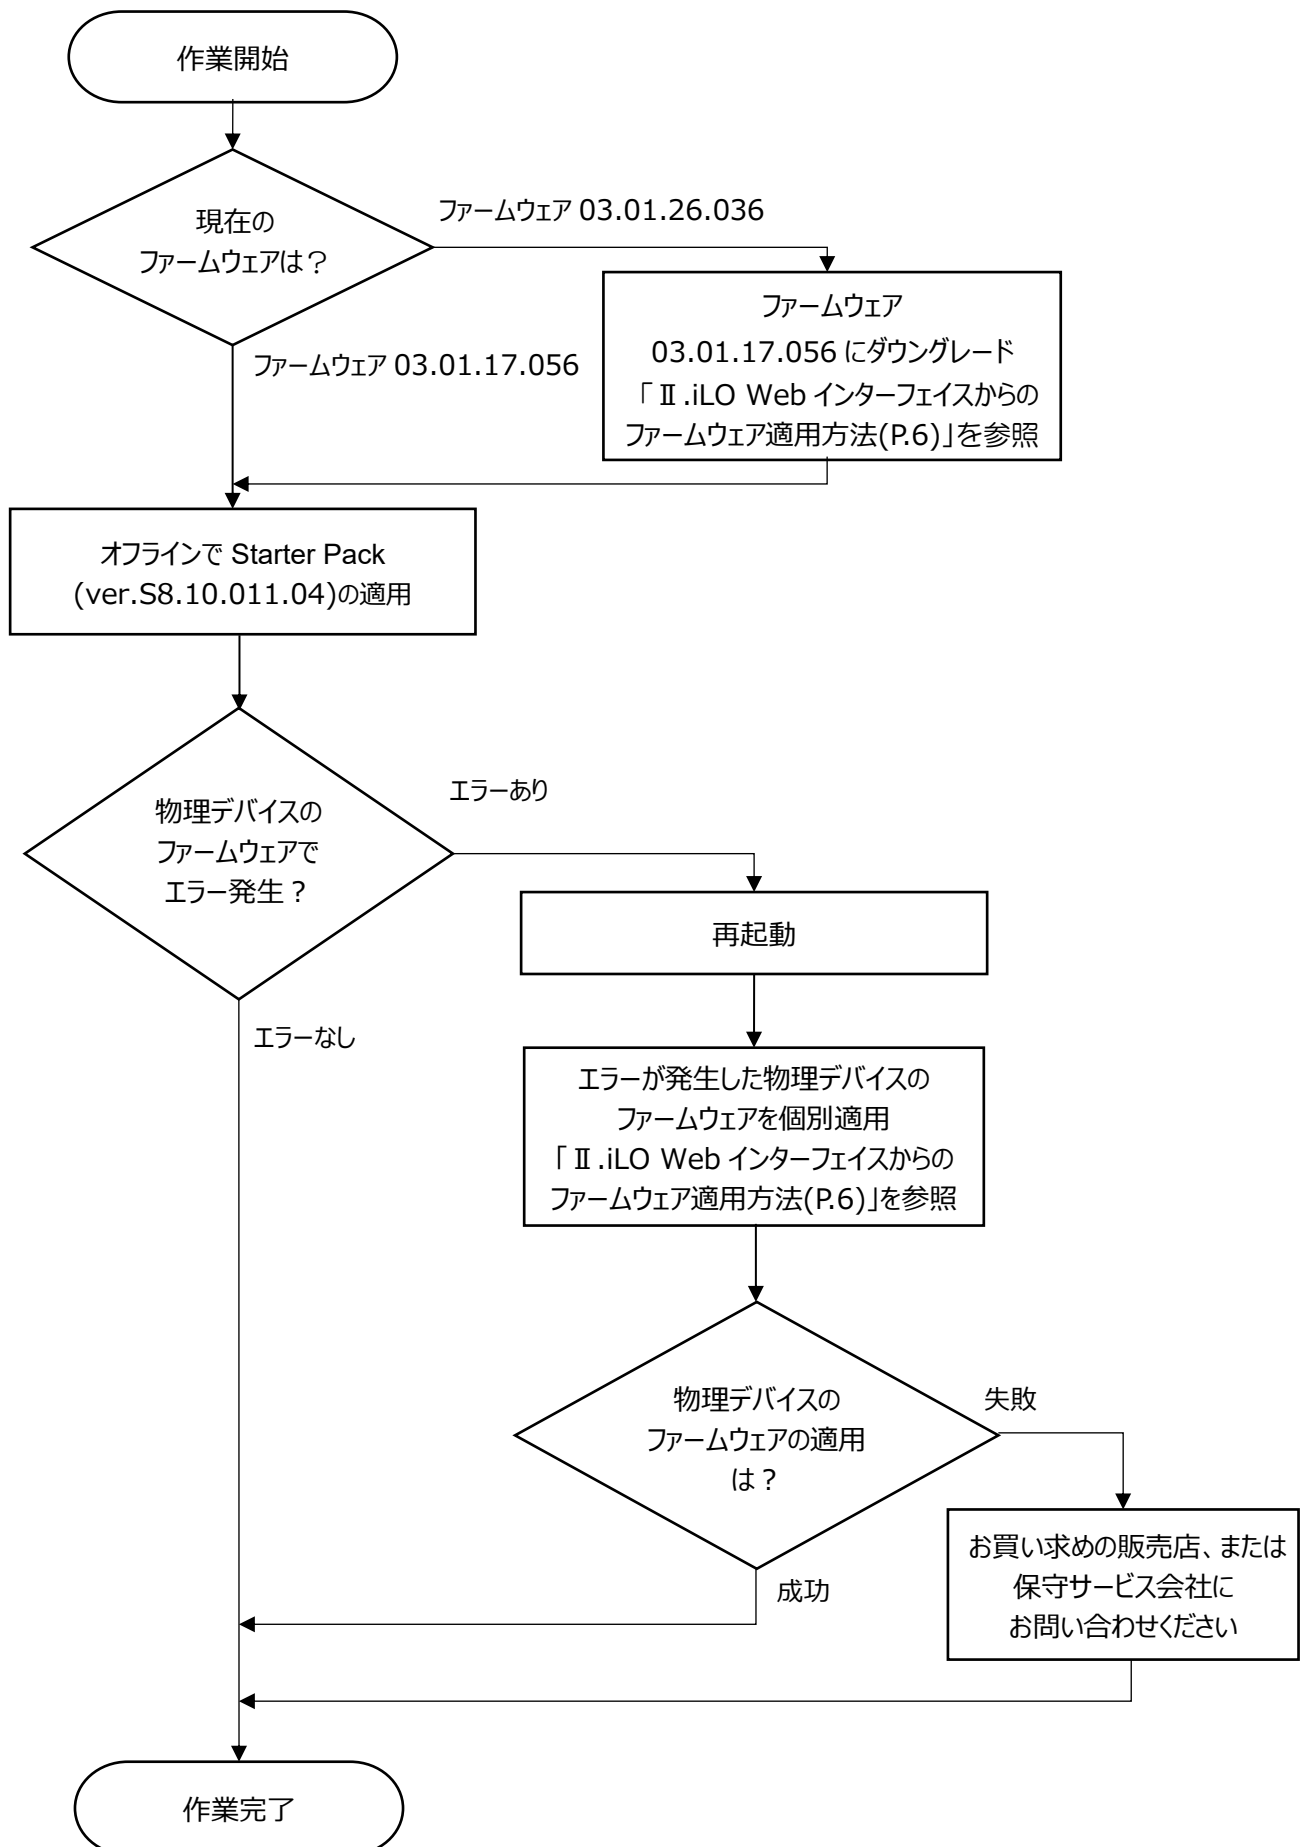 作業開始
現在の
ファームウェアは？
ファームウェア 03.01.26.036
ファームウェア
03.01.17.056 にダウングレード
「Ⅱ.iLO Web インターフェイスからの
ファームウェア適用方法(P.6)」を参照
ファームウェア 03.01.17.056
オフラインで Starter Pack
(ver.S8.10.011.04)の適用
物理デバイスの
ファームウェアで
エラー発生？
エラーあり
再起動
エラーなし
エラーが発生した物理デバイスの
ファームウェアを個別適用
「Ⅱ.iLO Web インターフェイスからの
ファームウェア適用方法(P.6)」を参照
物理デバイスの
ファームウェアの適用
は？
失敗
お買い求めの販売店、または
保守サービス会社に
お問い合わせください
成功
作業完了